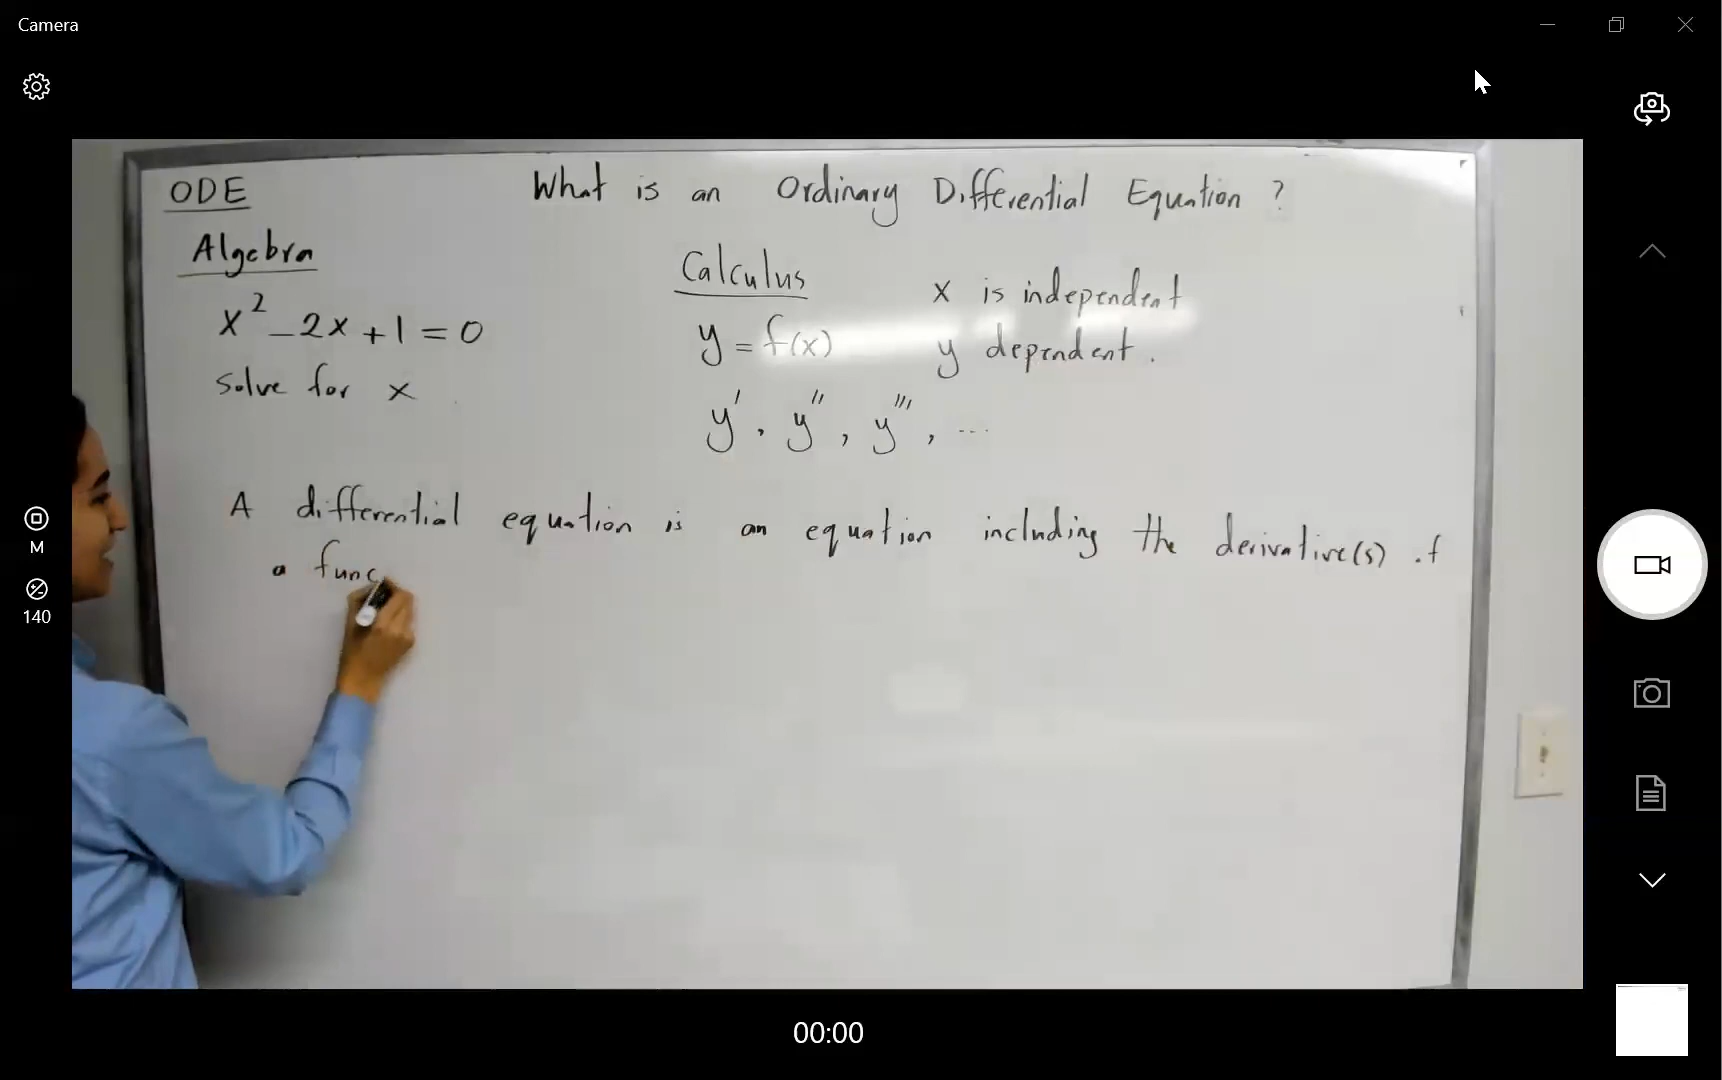 Camera
ODE
What is an Ordinary Differential Equation ?
Algebra
x² - 2x + 1 = 0
solve for x
Calculus
y = f(x)
x is independent
y dependent .
y' , y'' , y''' , ...
A differential equation is an equation including the derivative(s) of
a func
M
140
00:00